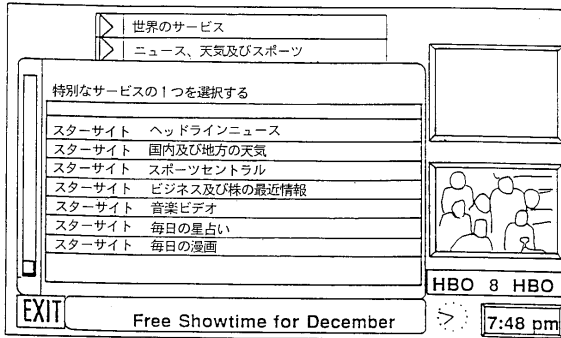 世界のサービス
ニュース、天気及びスポーツ
特別なサービスの1つを選択する
スターサイト ヘッドラインニュース
スターサイト 国内及び地方の天気
スターサイト スポーツセントラル
スターサイト ビジネス及び株の最近情報
スターサイト 音楽ビデオ
スターサイト 毎日の星占い
スターサイト 毎日の漫画
HBO 8 HBO
EXIT
Free Showtime for December
7:48 pm